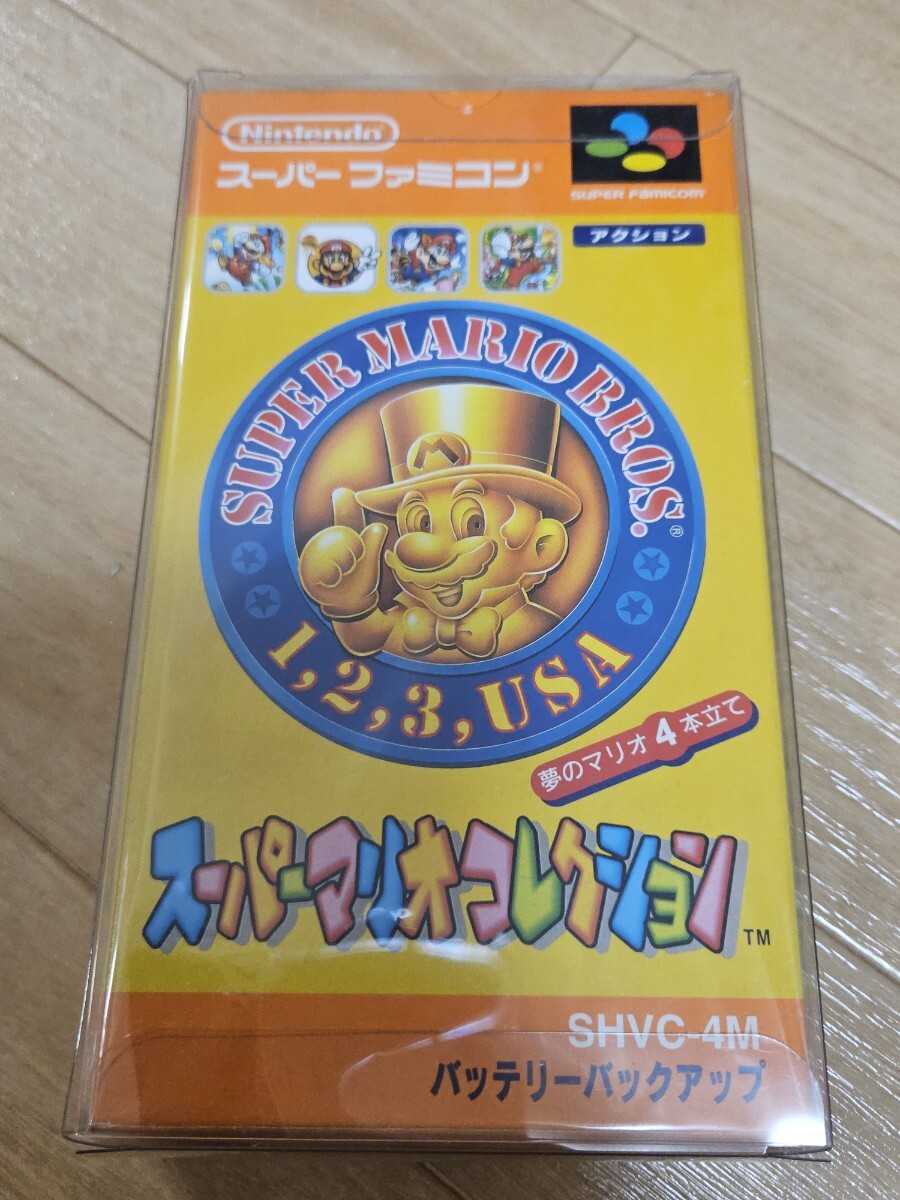 Nintendo®
スーパーファミコン®
SUPER FAMICOM
アクション
SUPER MARIO BROS.®
M
1,2,3,USA
夢のマリオ4本立て
スーパーマリオコレクション™
SHVC-4M
バッテリーバックアップ